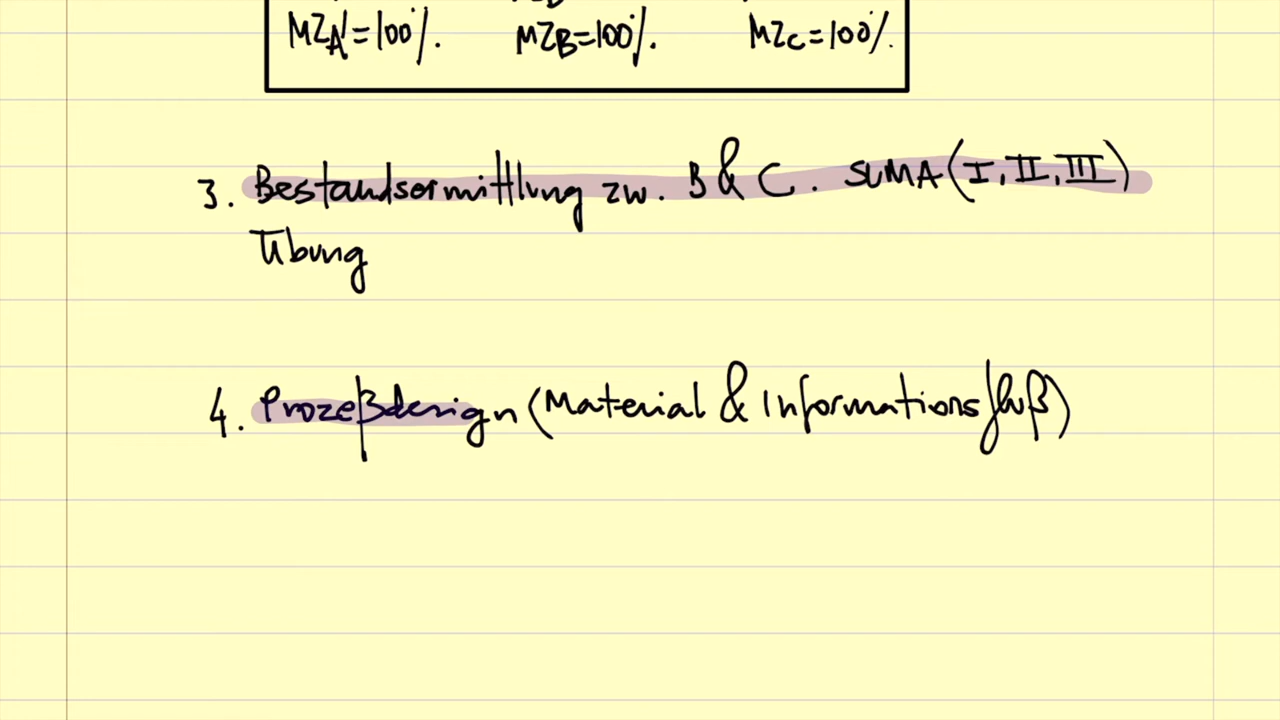 MZA'=100%. MZB=100%. MZC=100%.
3. Bestandsermittlung zw. B & C. SUMA (I, II, III)
Übung
4. Prozeßdesign (Material & Informationsfluß)